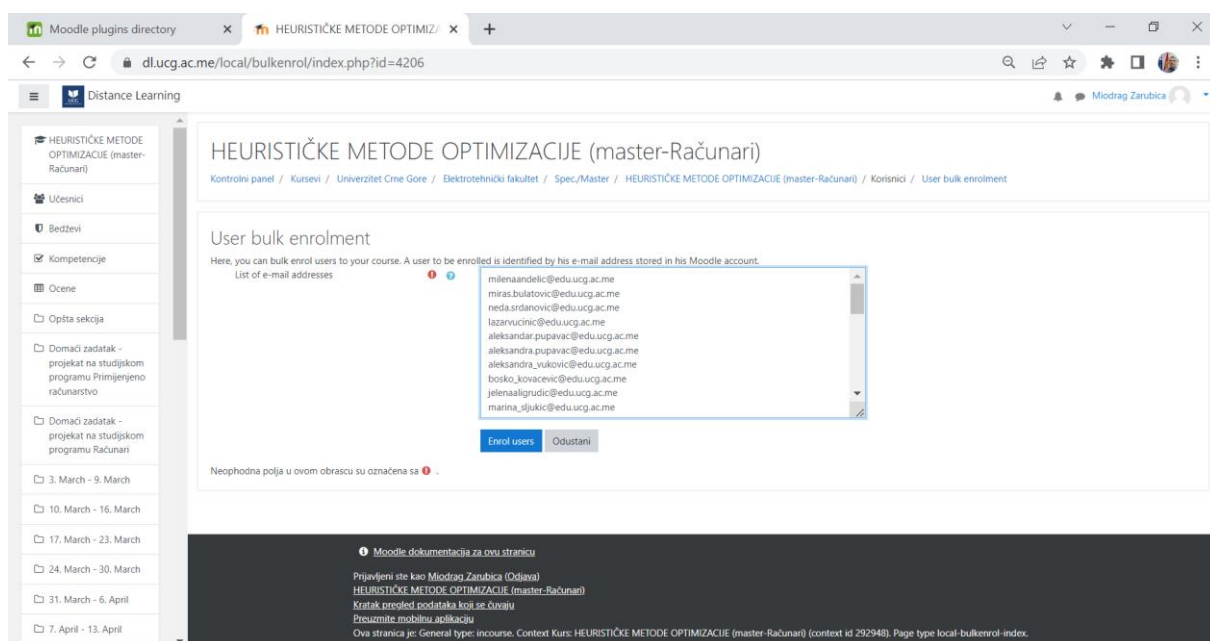 Moodle plugins directory
HEURISTIČKE METODE OPTIMIZA
dl.ucg.ac.me/local/bulkenrol/index.php?id=4206
Distance Learning
Miodrag Zarubica
HEURISTIČKE METODE
OPTIMIZACIJE (master-
Računari)
Učesnici
Bedževi
Kompetencije
Ocene
Opšta sekcija
Domaći zadatak -
projekat na studijskom
programu Primijenjeno
računarstvo
Domaći zadatak -
projekat na studijskom
programu Računari
3. March - 9. March
10. March - 16. March
17. March - 23. March
24. March - 30. March
31. March - 6. April
7. April - 13. April
HEURISTIČKE METODE OPTIMIZACIJE (master-Računari)
Kontrolni panel / Kursevi / Univerzitet Crne Gore / Elektrotehnički fakultet / Spec./Master / HEURISTIČKE METODE OPTIMIZACIJE (master-Računari) / Korisnici / User bulk enrolment
User bulk enrolment
Here, you can bulk enrol users to your course. A user to be enrolled is identified by his e-mail address stored in his Moodle account.
List of e-mail addresses
milenaandelic@edu.ucg.ac.me
miras.bulatovic@edu.ucg.ac.me
neda.srdanovic@edu.ucg.ac.me
lazarvucinic@edu.ucg.ac.me
aleksandar.pupavac@edu.ucg.ac.me
aleksandra.pupavac@edu.ucg.ac.me
aleksandra_vukovic@edu.ucg.ac.me
bosko_kovacevic@edu.ucg.ac.me
jelenaaligrudic@edu.ucg.ac.me
marina_sljukic@edu.ucg.ac.me
Enrol users Odustani
Neophodna polja u ovom obrascu su označena sa .
Moodle dokumentacija za ovu stranicu
Prijavljeni ste kao Miodrag Zarubica (Odjava)
HEURISTIČKE METODE OPTIMIZACIJE (master-Računari)
Kratak pregled podataka koji se čuvaju
Preuzmite mobilnu aplikaciju
Ova stranica je: General type: incourse. Context Kurs: HEURISTIČKE METODE OPTIMIZACIJE (master-Računari) (context id 292948). Page type local-bulkenrol-index.